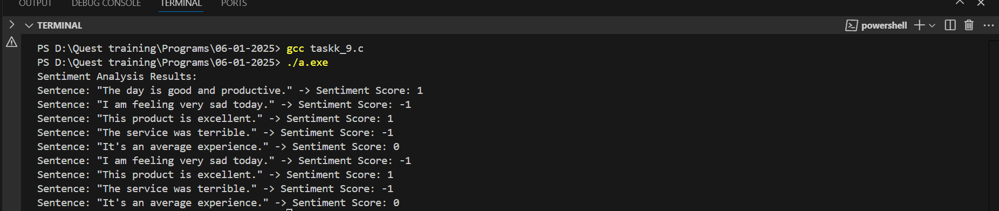 OUTPUT DEBUG CONSOLE TERMINAL PORTS
TERMINAL
powershell
PS D:\Quest training\Programs\06-01-2025> gcc taskk_9.c
PS D:\Quest training\Programs\06-01-2025> ./a.exe
Sentiment Analysis Results:
Sentence: "The day is good and productive." -> Sentiment Score: 1
Sentence: "I am feeling very sad today." -> Sentiment Score: -1
Sentence: "This product is excellent." -> Sentiment Score: 1
Sentence: "The service was terrible." -> Sentiment Score: -1
Sentence: "It's an average experience." -> Sentiment Score: 0
Sentence: "I am feeling very sad today." -> Sentiment Score: -1
Sentence: "This product is excellent." -> Sentiment Score: 1
Sentence: "The service was terrible." -> Sentiment Score: -1
Sentence: "It's an average experience." -> Sentiment Score: 0